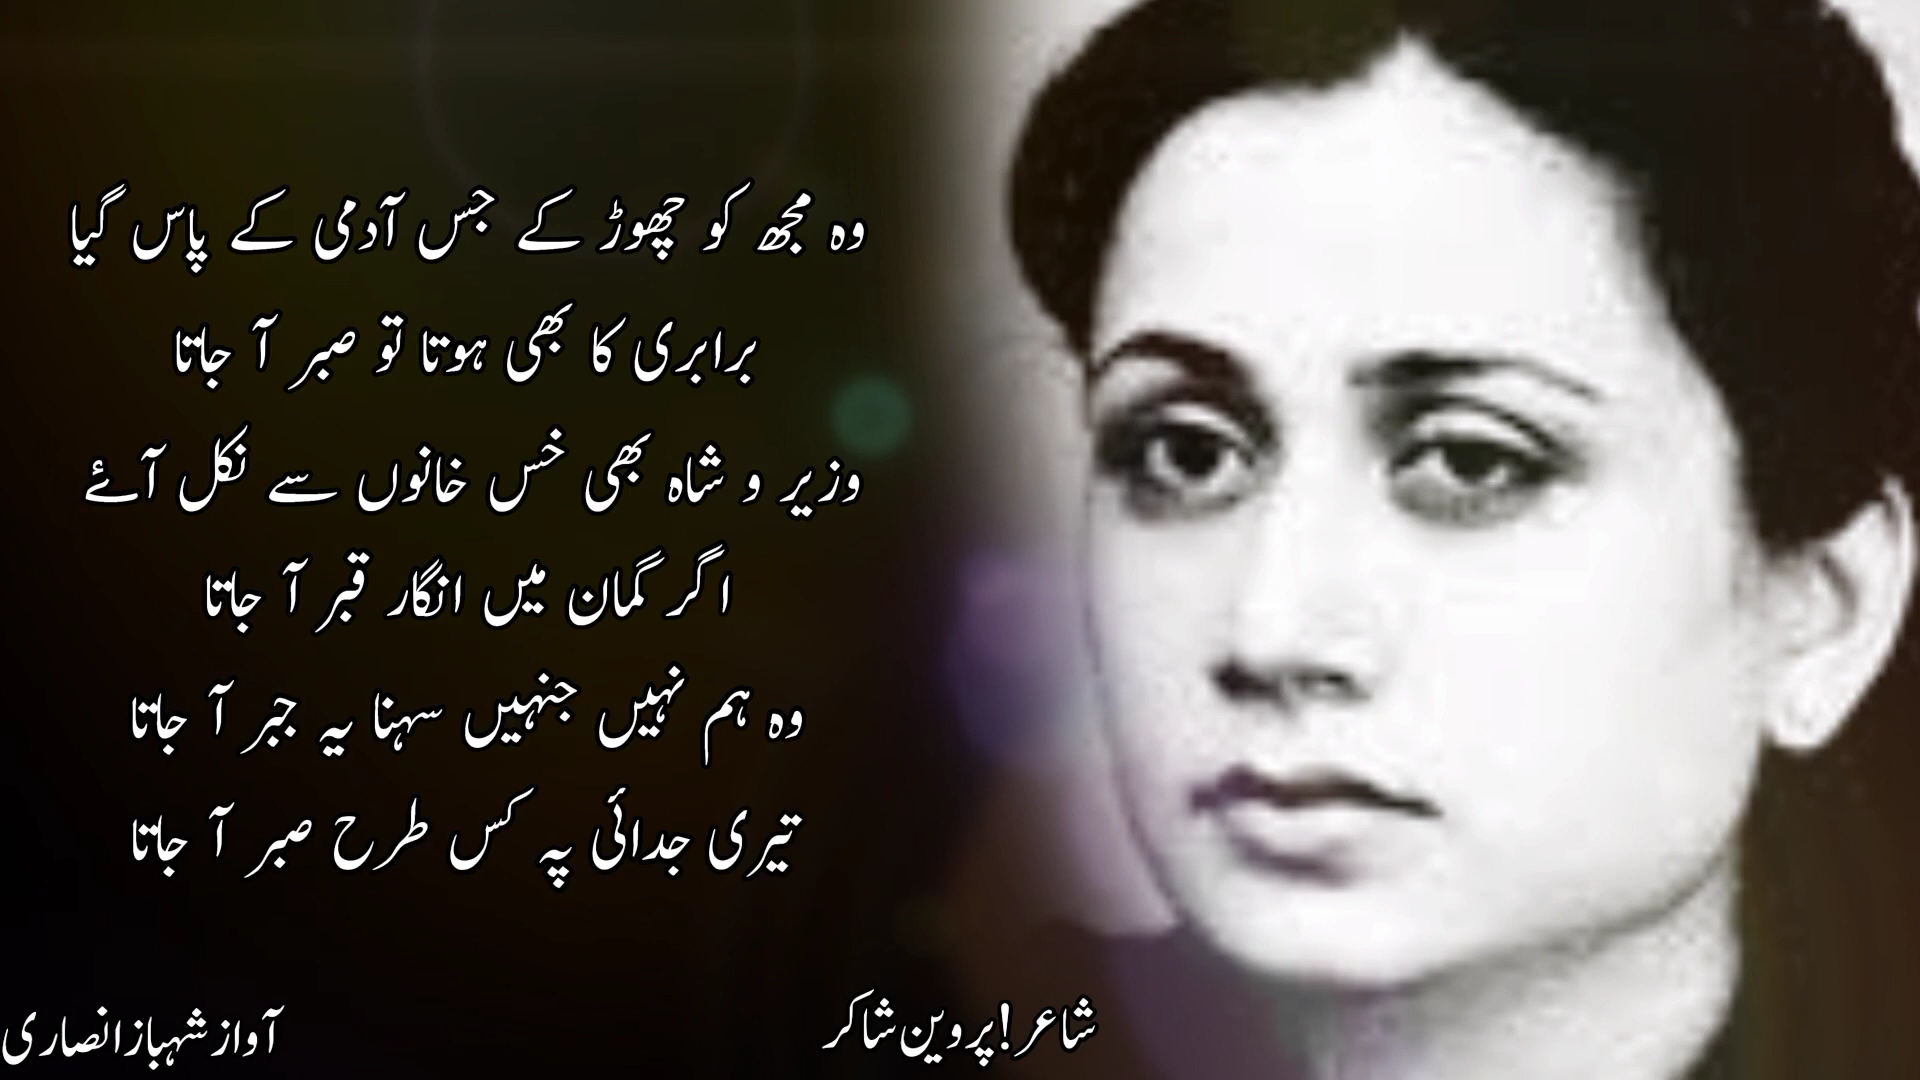 وہ مجھ کو چھوڑ کے جس آدمی کے پاس گیا
برابری کا بھی ہوتا تو صبر آ جاتا
وزیر و شاہ بھی خس خانوں سے نکل آئے
اگر گمان میں انگار قبر آ جاتا
وہ ہم نہیں جنہیں سہنا یہ جبر آ جاتا
تیری جدائی پہ کس طرح صبر آ جاتا
شاعر!پروین شاکر
آواز شہباز انصاری